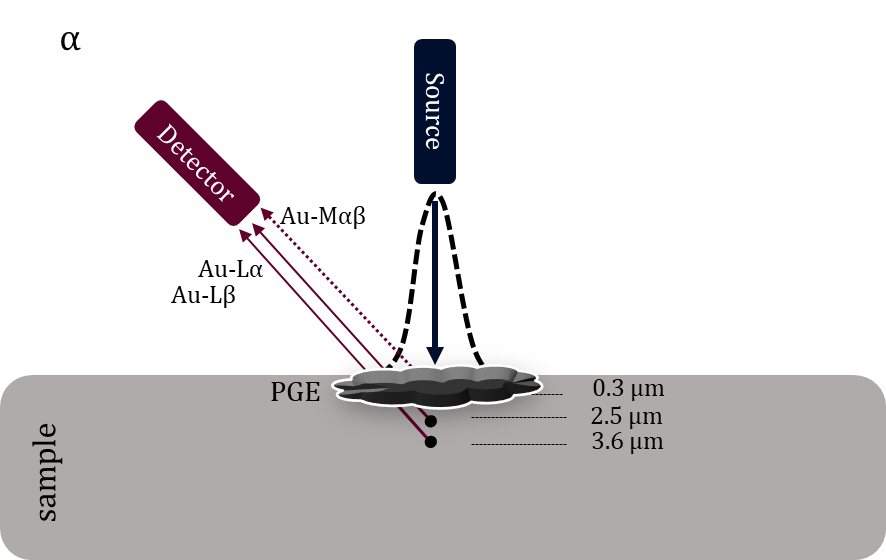 α
Source
Detector
Au-Mαβ
Au-Lα
Au-Lβ
PGE
0.3 μm
2.5 μm
3.6 μm
sample